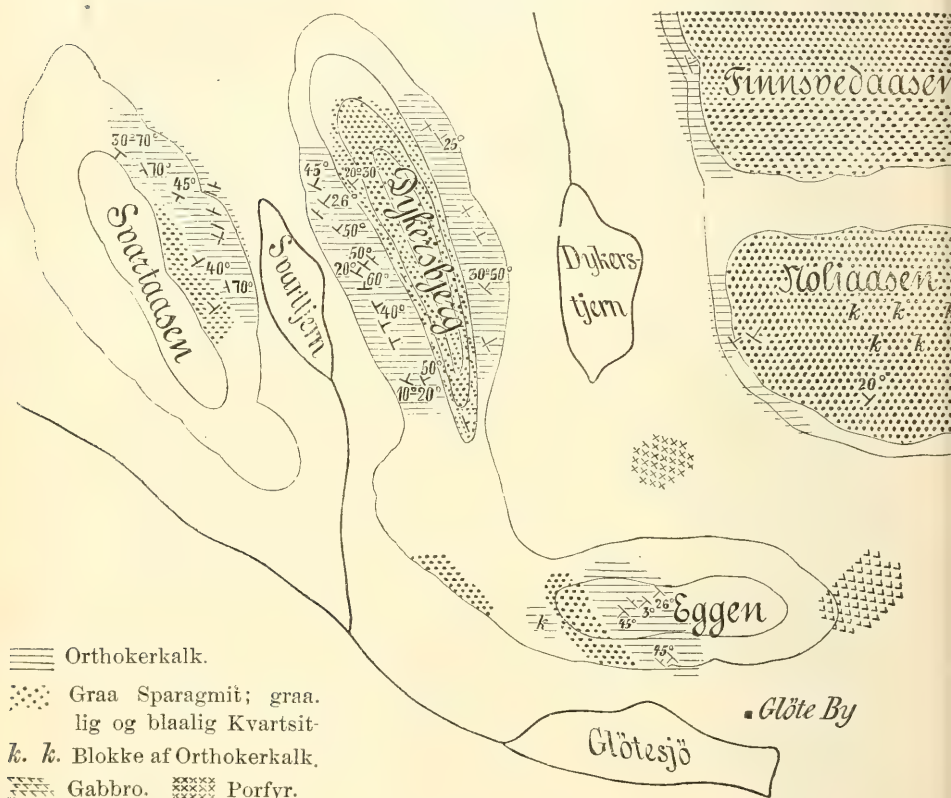 Finnsvedaasen
30–70°
70°
45°
Svartaasen
40°
70°
Svarttjern
25°
45°
20–30
26°
Dykersbjerg
50°
50°
20°
60°
30–50°
40°
50°
10–20°
Dykers-
tjern
Noliaasen
k k
k k
20°
k
3° 26°
45°
Eggen
45°
Glöte By
Glötesjö
Orthokerkalk.
Graa Sparagmit; graa.
lig og blaalig Kvartsit-
k. k. Blokke af Orthokerkalk.
Gabbro. Porfyr.